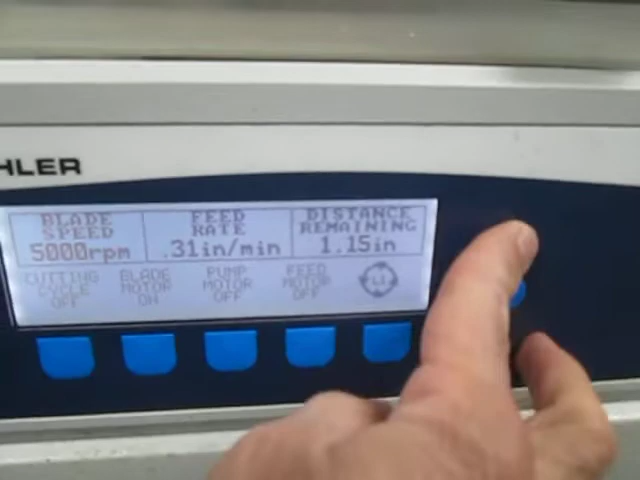 HLER
BLADE SPEED FEED RATE DISTANCE REMAINING
5000rpm .31in/min 1.15in
CUTTING CYCLE OFF BLADE MOTOR ON PUMP MOTOR OFF FEED MOTOR OFF